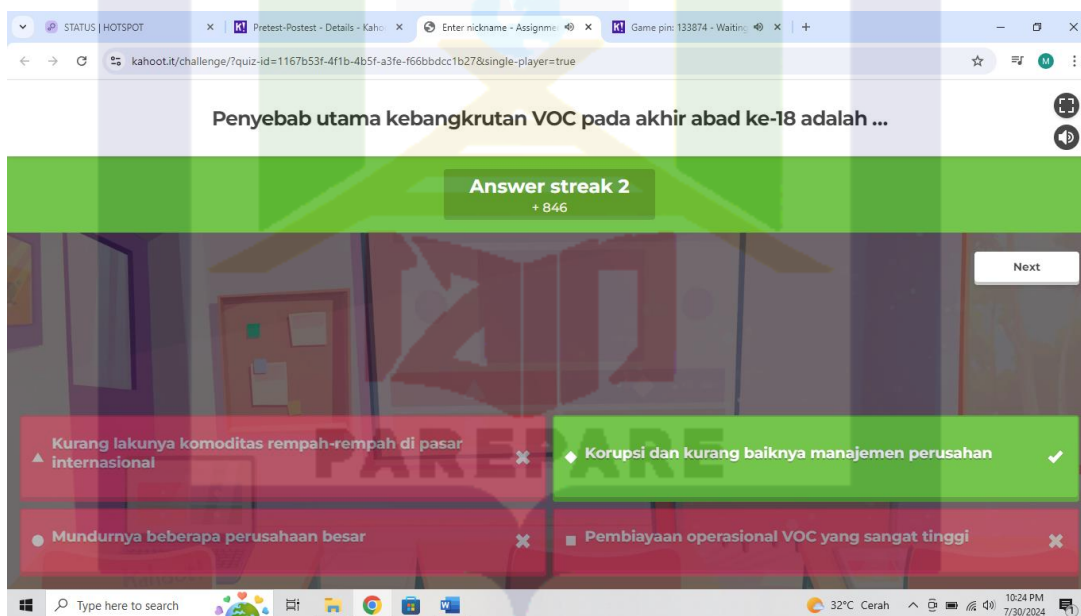 STATUS | HOTSPOT
Pretest-Postest - Details - Kaho
Enter nickname - Assignme
Game pin: 133874 - Waiting
kahoot.it/challenge/?quiz-id=1167b53f-4f1b-4b5f-a3fe-f66bbdcc1b27&single-player=true
M
Penyebab utama kebangkrutan VOC pada akhir abad ke-18 adalah ...
Answer streak 2
+ 846
Next
Kurang lakunya komoditas rempah-rempah di pasar
internasional
Korupsi dan kurang baiknya manajemen perusahan
PAREPARE
Mundurnya beberapa perusahaan besar
Pembiayaan operasional VOC yang sangat tinggi
Type here to search
32°C Cerah
10:24 PM
7/30/2024